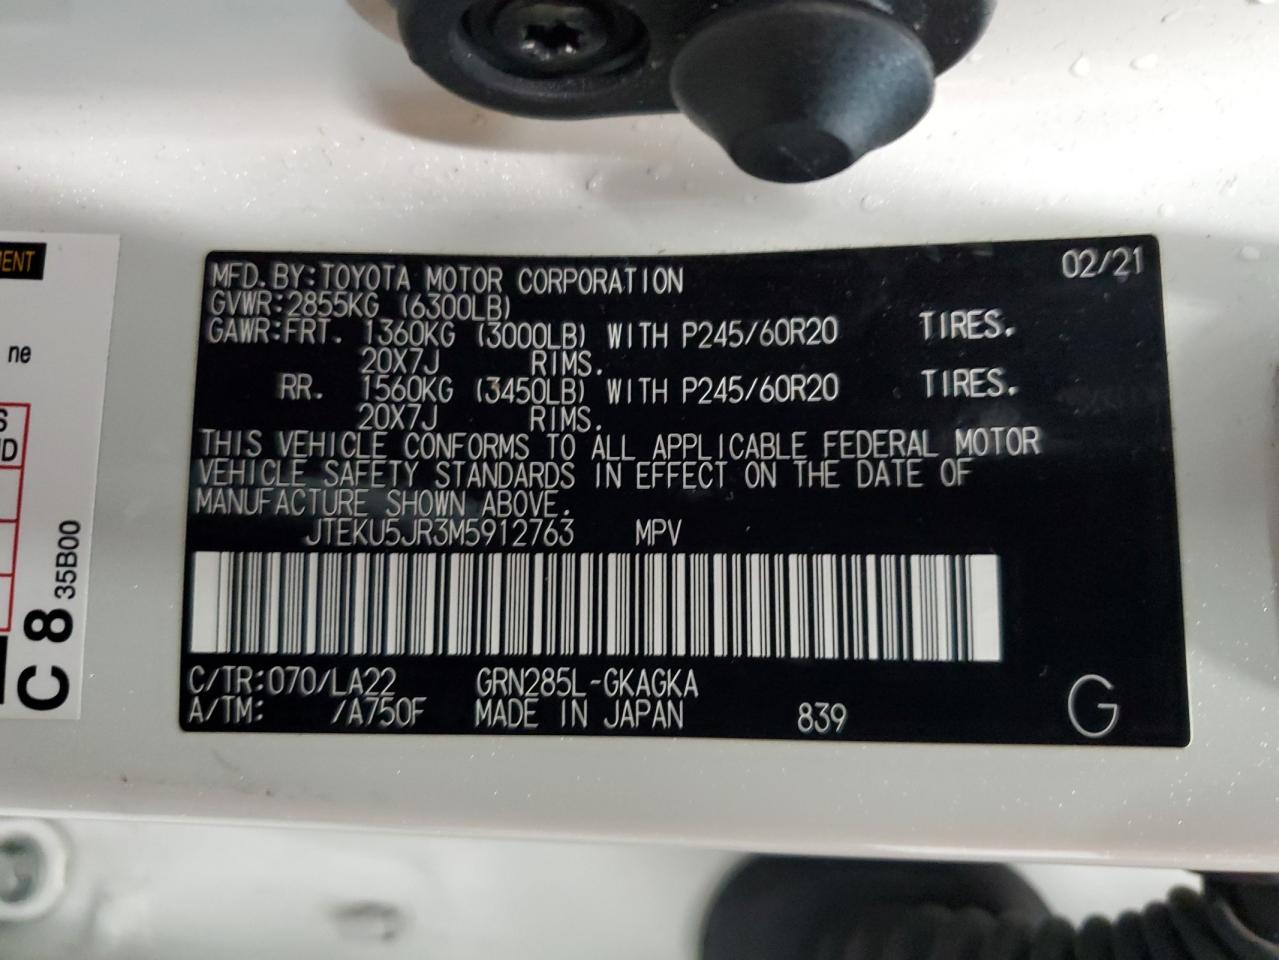 MFD.BY:TOYOTA MOTOR CORPORATION 02/21
GVWR:2855KG (6300LB)
GAWR:FRT. 1360KG (3000LB) WITH P245/60R20 TIRES.
20X7J RIMS.
RR. 1560KG (3450LB) WITH P245/60R20 TIRES.
20X7J RIMS.
THIS VEHICLE CONFORMS TO ALL APPLICABLE FEDERAL MOTOR
VEHICLE SAFETY STANDARDS IN EFFECT ON THE DATE OF
MANUFACTURE SHOWN ABOVE.
JTEKU5JR3M5912763 MPV
C/TR:070/LA22 GRN285L-GKAGKA
A/TM: /A750F MADE IN JAPAN 839 G
ENT
ne
S
D
C8 35B00